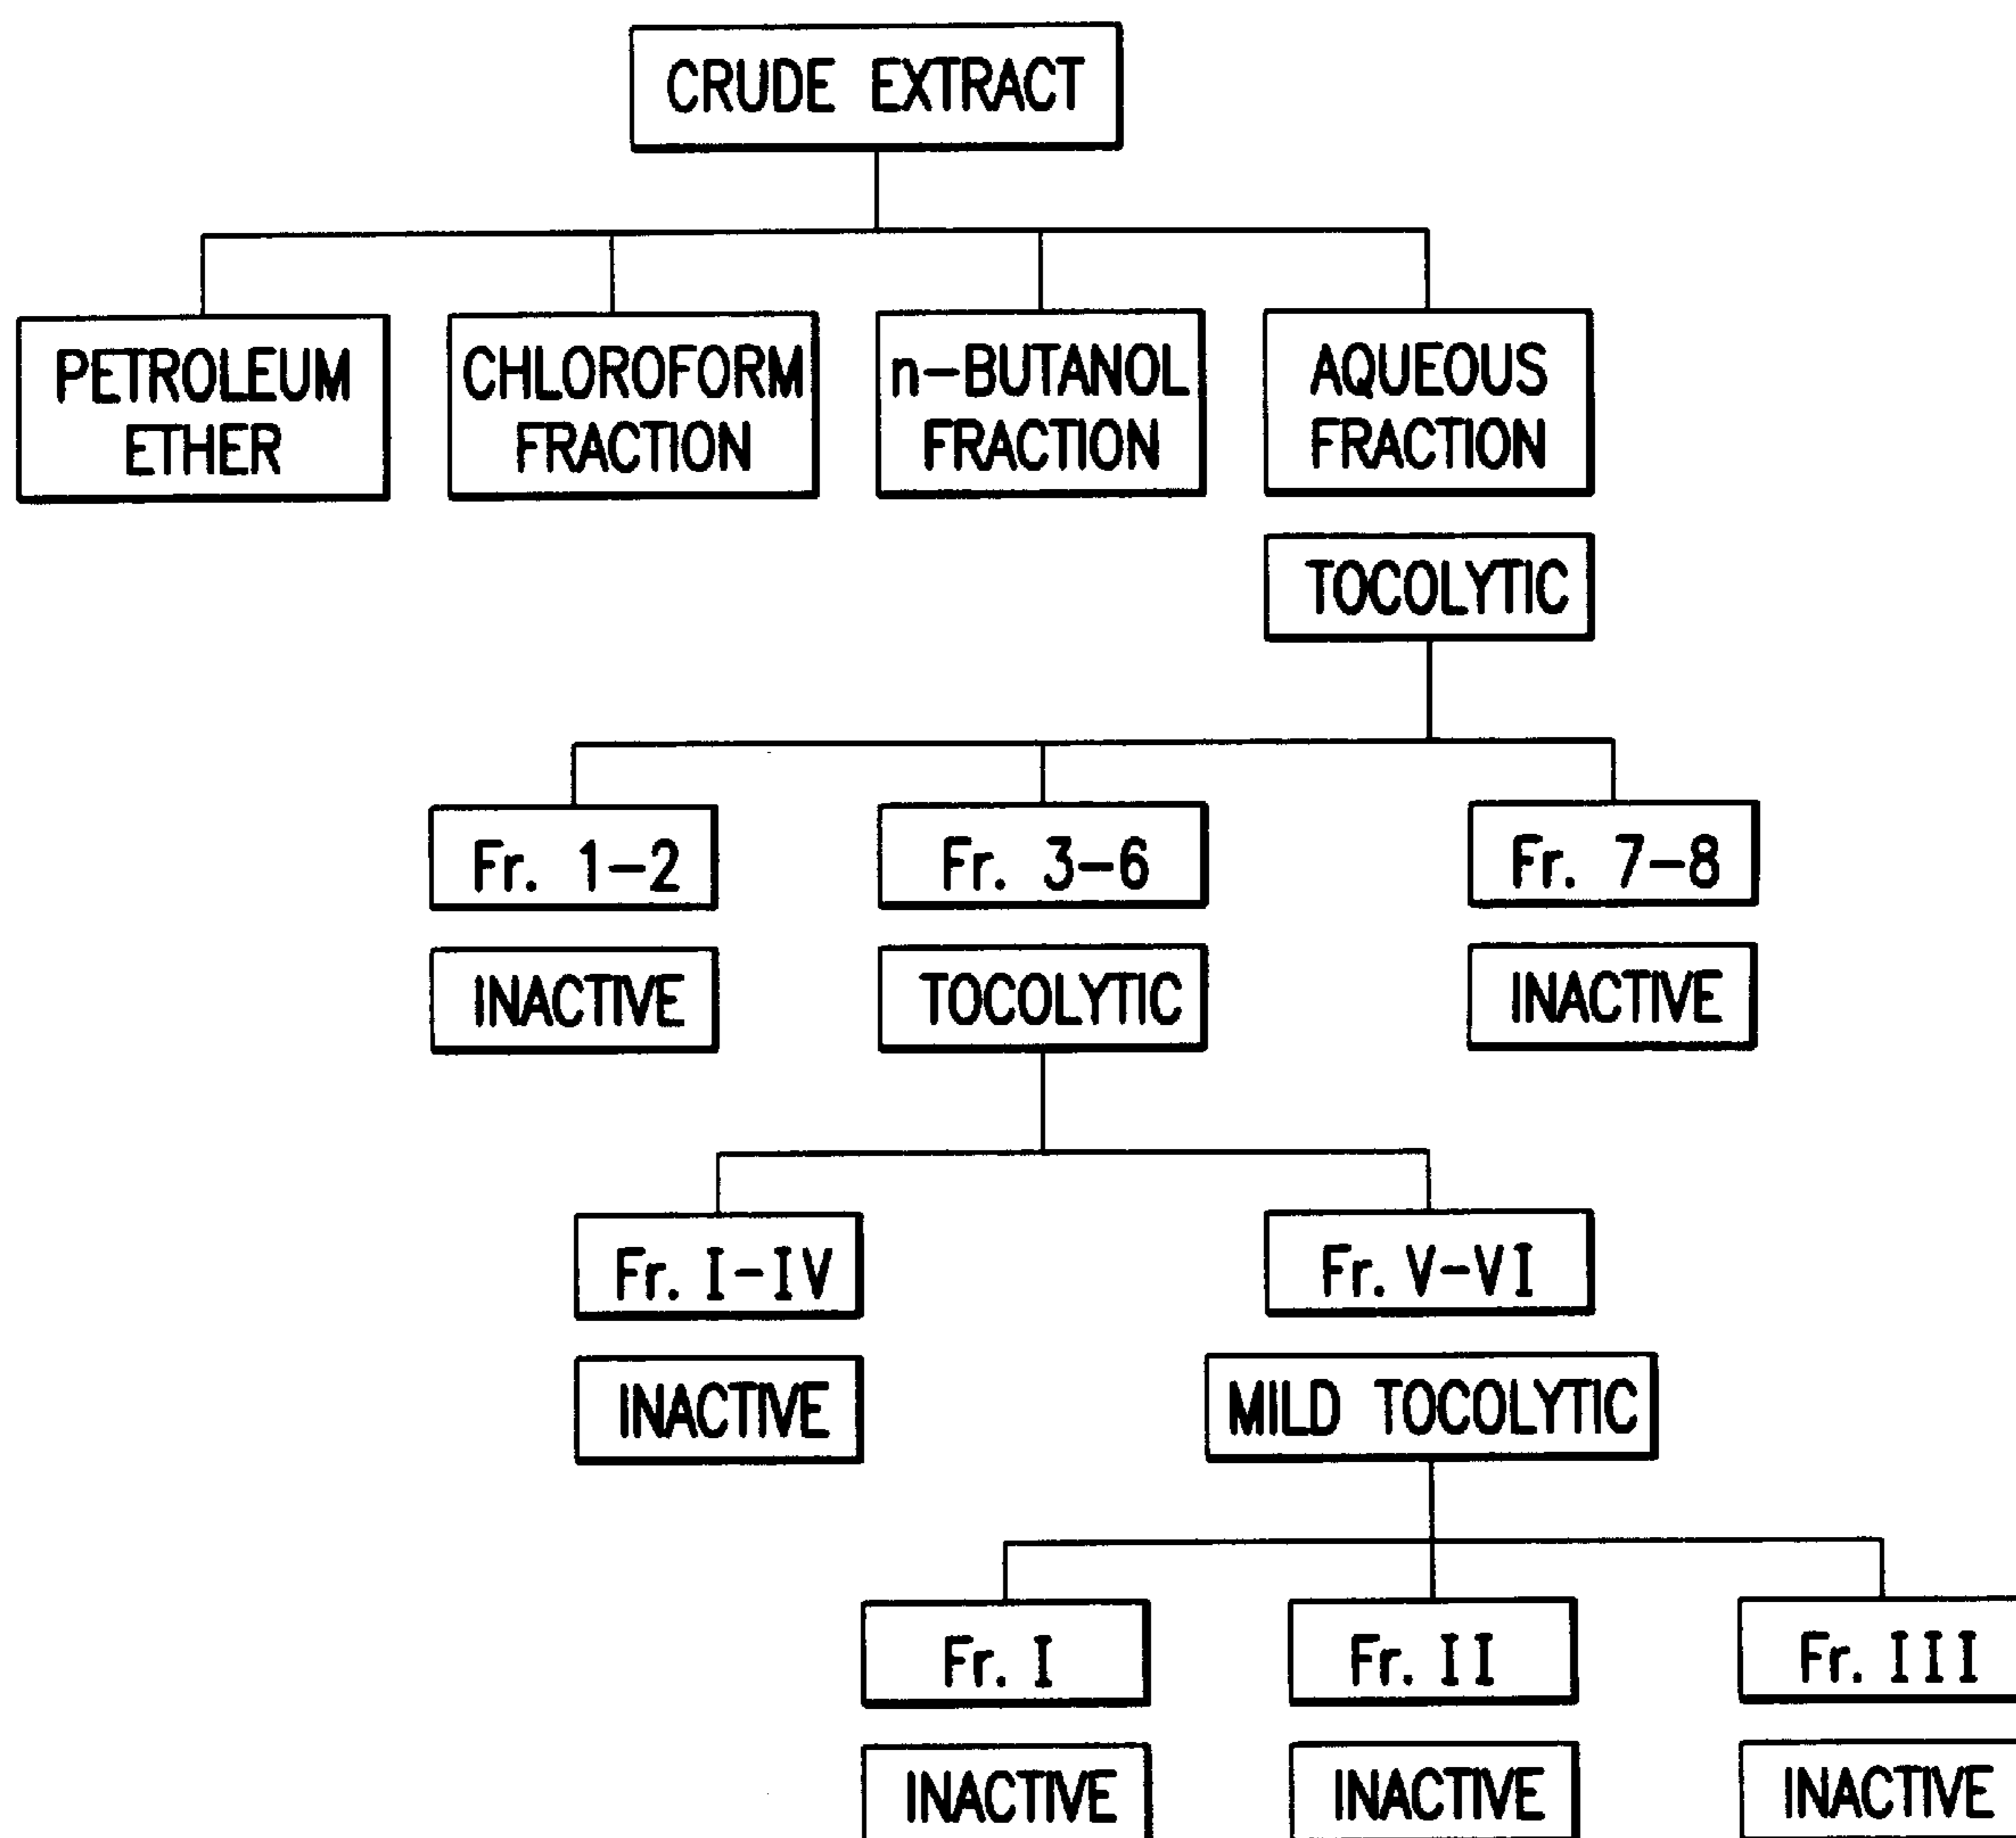 CRUDE EXTRACT
PETROLEUM
ETHER
CHLOROFORM
FRACTION
n-BUTANOL
FRACTION
AQUEOUS
FRACTION
TOCOLYTIC
Fr. 1-2
Fr. 3-6
Fr. 7-8
INACTIVE
TOCOLYTIC
INACTIVE
Fr. I-IV
Fr. V-VI
INACTIVE
MILD TOCOLYTIC
Fr. I
Fr. II
Fr. III
INACTIVE
INACTIVE
INACTIVE